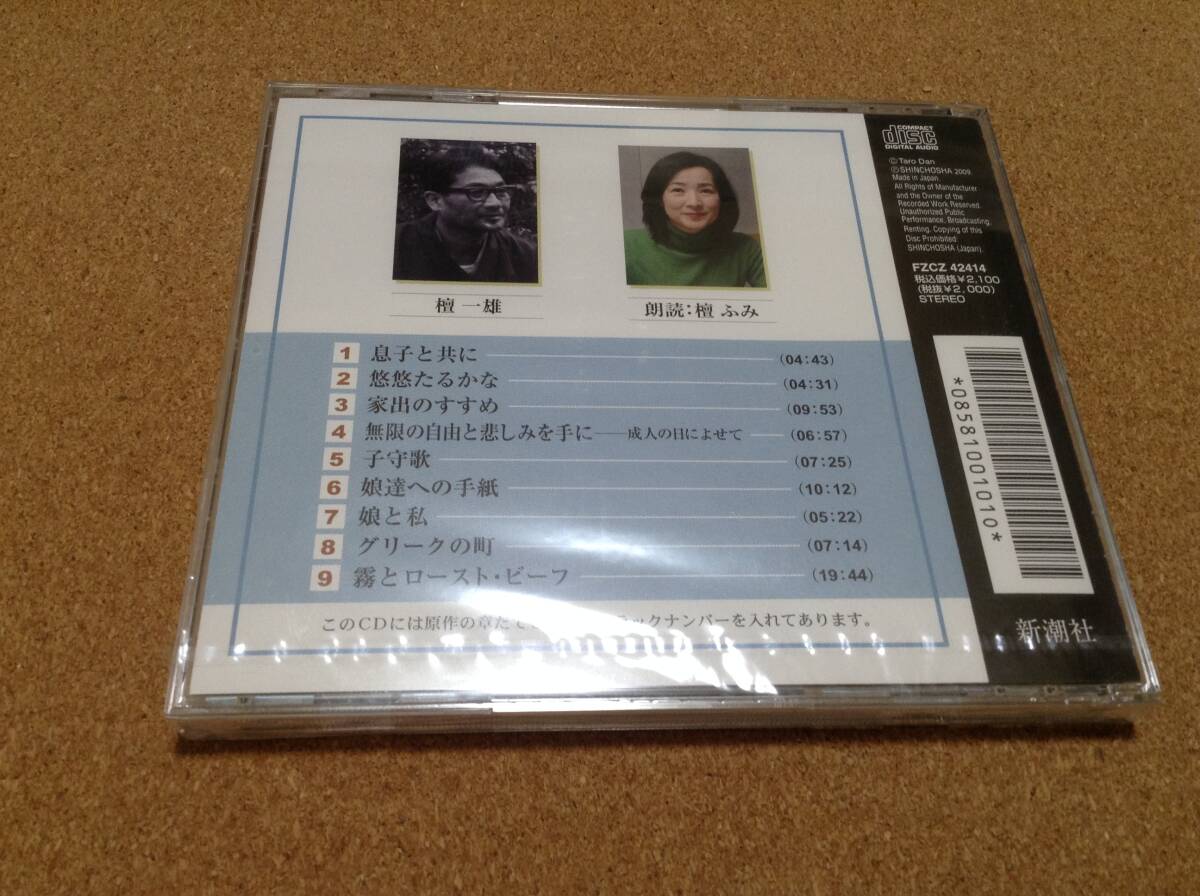 檀 一雄
朗読：檀 ふみ
1 息子と共に (04:43)
2 悠悠たるかな (04:31)
3 家出のすすめ (09:53)
4 無限の自由と悲しみを手に──成人の日によせて (06:57)
5 子守歌 (07:25)
6 娘達への手紙 (10:12)
7 娘と私 (05:22)
8 グリークの町 (07:14)
9 霧とロースト・ビーフ (19:44)
このCDには原作の章たて ックナンバーを入れてあります。
COMPACT
disc
DIGITAL AUDIO
© Taro Dan
℗ SHINCHOSHA 2009.
Made in Japan.
All Rights of Manufacturer
and the Owner of the
Recorded Work Reserved.
Unauthorized Public
Performance, Broadcasting,
Renting, Copying of this
Disc Prohibited.
SHINCHOSHA (Japan).
FZCZ 42414
税込価格¥2,100
(税抜¥2,000)
STEREO
*0858100101​0*
新潮社